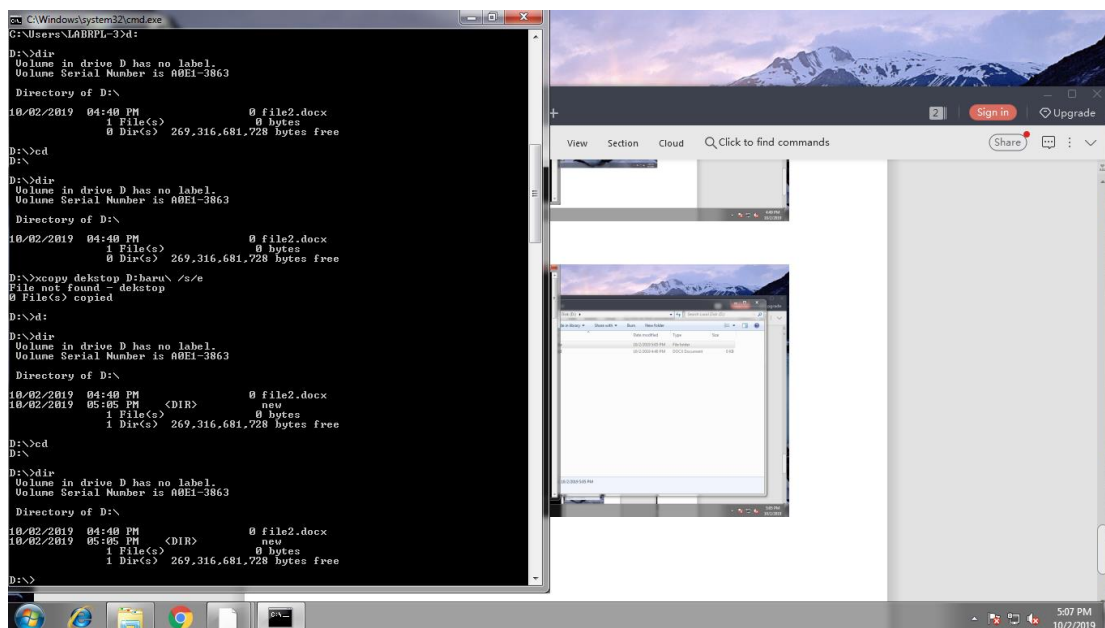 C:\Windows\system32\cmd.exe
C:\Users\LABRPL-3>d:
D:\>dir
Volume in drive D has no label.
Volume Serial Number is A0E1-3863
Directory of D:\
10/02/2019 04:40 PM 0 file2.docx
1 File(s) 0 bytes
0 Dir(s) 269,316,681,728 bytes free
D:\>cd
D:\
D:\>dir
Volume in drive D has no label.
Volume Serial Number is A0E1-3863
Directory of D:\
10/02/2019 04:40 PM 0 file2.docx
1 File(s) 0 bytes
0 Dir(s) 269,316,681,728 bytes free
D:\>xcopy dekstop D:baru\ /s/e
File not found - dekstop
0 File(s) copied
D:\>d:
D:\>dir
Volume in drive D has no label.
Volume Serial Number is A0E1-3863
Directory of D:\
10/02/2019 04:40 PM 0 file2.docx
10/02/2019 05:05 PM <DIR> new
1 File(s) 0 bytes
1 Dir(s) 269,316,681,728 bytes free
D:\>cd
D:\
D:\>dir
Volume in drive D has no label.
Volume Serial Number is A0E1-3863
Directory of D:\
10/02/2019 04:40 PM 0 file2.docx
10/02/2019 05:05 PM <DIR> new
1 File(s) 0 bytes
1 Dir(s) 269,316,681,728 bytes free
D:\>
2 Sign in Upgrade
View Section Cloud Click to find commands Share
5:07 PM
10/2/2019